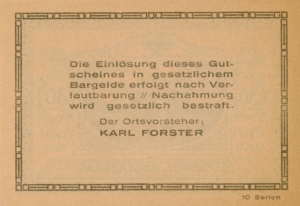 Die Einlösung dieses Gut-
scheines in gesetzlichem
Bargelde erfolgt nach Ver-
lautbarung // Nachahmung
wird gesetzlich bestraft.
Der Ortsvorsteher:
KARL FORSTER
10 Serien